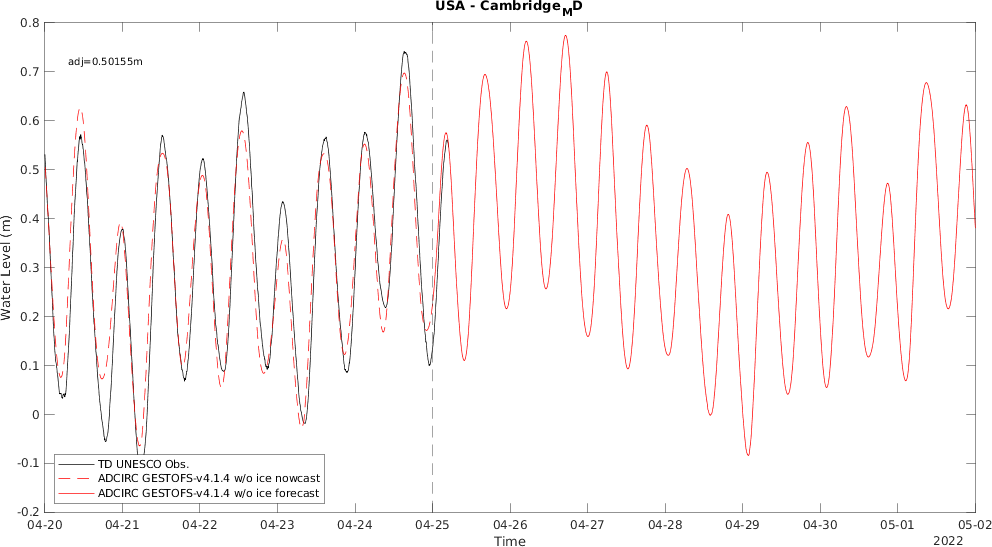 USA - Cambridge_MD
adj=0.50155m
Water Level (m)
0.8
0.7
0.6
0.5
0.4
0.3
0.2
0.1
0
-0.1
-0.2
TD UNESCO Obs.
ADCIRC GESTOFS-v4.1.4 w/o ice nowcast
ADCIRC GESTOFS-v4.1.4 w/o ice forecast
04-20 04-21 04-22 04-23 04-24 04-25 04-26 04-27 04-28 04-29 04-30 05-01 05-02
Time
2022